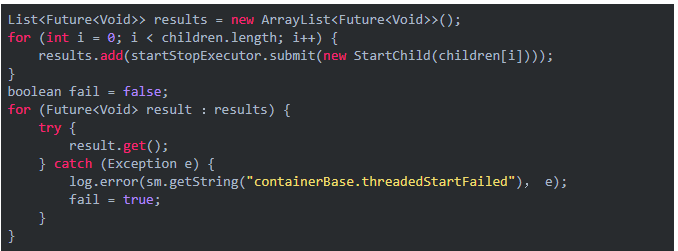 List<Future<Void>> results = new ArrayList<Future<Void>>();
for (int i = 0; i < children.length; i++) {
    results.add(startStopExecutor.submit(new StartChild(children[i])));
}
boolean fail = false;
for (Future<Void> result : results) {
    try {
        result.get();
    } catch (Exception e) {
        log.error(sm.getString("containerBase.threadedStartFailed"), e);
        fail = true;
    }
}